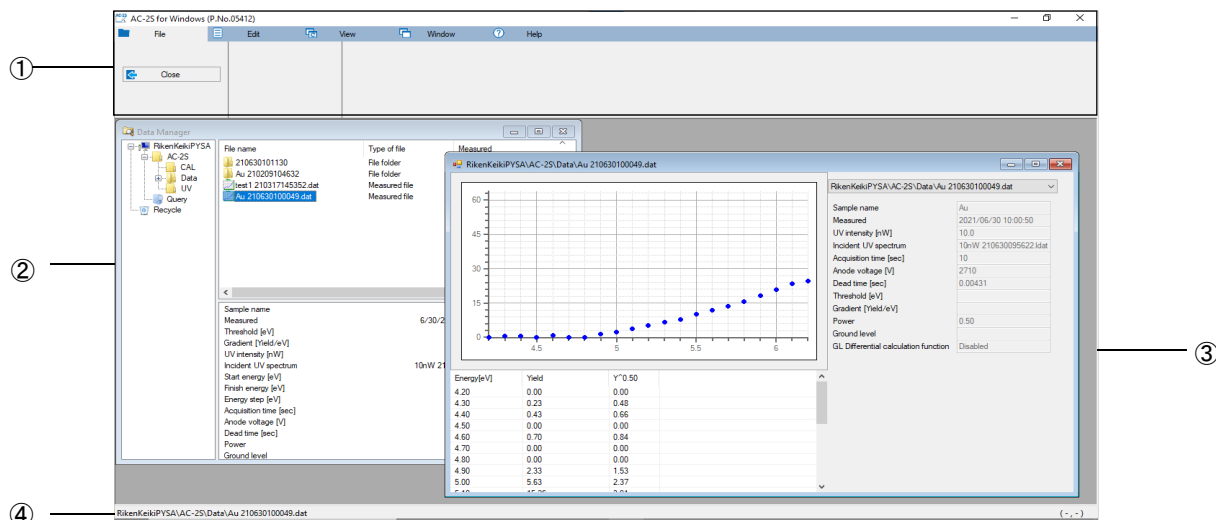 AC-2S for Windows (P.No.05412)
File Edit View Window Help
①
Close
Data Manager
RikenKeikiPYSA
AC-2S
CAL
Data
UV
Query
Recycle
File name Type of file Measured
210630101130 File folder
Au 210209104632 File folder
test1 210317145352.dat Measured file
Au 210630100049.dat Measured file
②
Sample name
Measured 6/30/2
Threshold [eV]
Gradient [Yield/eV]
UV intensity [nW]
Incident UV spectrum 10nW 21
Start energy [eV]
Finish energy [eV]
Energy step [eV]
Acquisition time [sec]
Anode voltage [V]
Dead time [sec]
Power
Ground level
RikenKeikiPYSA\AC-2S\Data\Au 210630100049.dat
60
45
30
15
0
4.5 5 5.5 6
RikenKeikiPYSA\AC-2S\Data\Au 210630100049.dat
Sample name Au
Measured 2021/06/30 10:00:50
UV intensity [nW] 10.0
Incident UV spectrum 10nW 210630095622.ldat
Acquisition time [sec] 10
Anode voltage [V] 2710
Dead time [sec] 0.00431
Threshold [eV]
Gradient [Yield/eV]
Power 0.50
Ground level
GL Differential calculation function Disabled
③
Energy[eV] Yield Y^0.50
4.20 0.00 0.00
4.30 0.23 0.48
4.40 0.43 0.66
4.50 0.00 0.00
4.60 0.70 0.84
4.70 0.00 0.00
4.80 0.00 0.00
4.90 2.33 1.53
5.00 5.63 2.37
④
RikenKeikiPYSA\AC-2S\Data\Au 210630100049.dat (-,-)